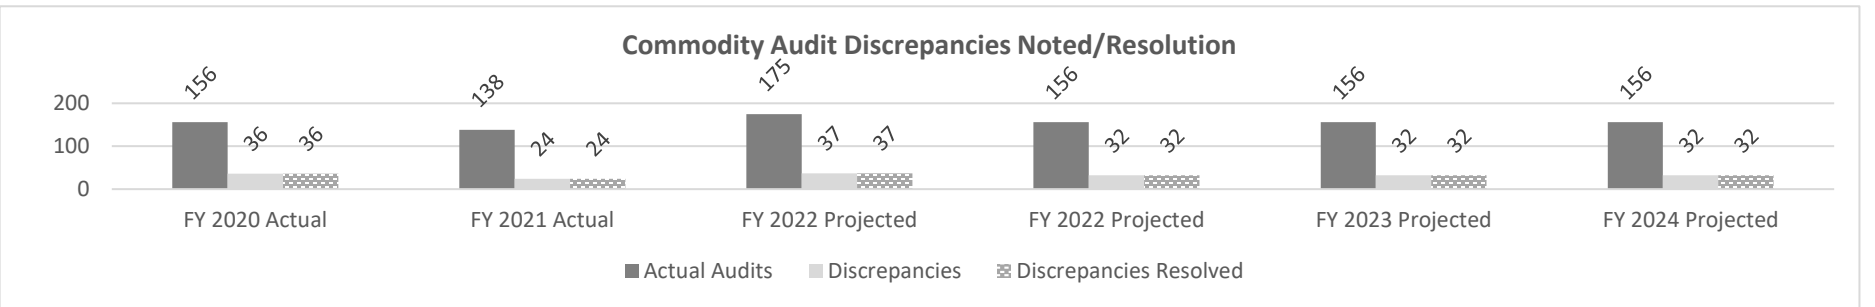 Commodity Audit Discrepancies Noted/Resolution
156 36 36 138 24 24 175 37 37 156 32 32 156 32 32 156 32 32
200
100
0
FY 2020 Actual FY 2021 Actual FY 2022 Projected FY 2022 Projected FY 2023 Projected FY 2024 Projected
Actual Audits Discrepancies Discrepancies Resolved